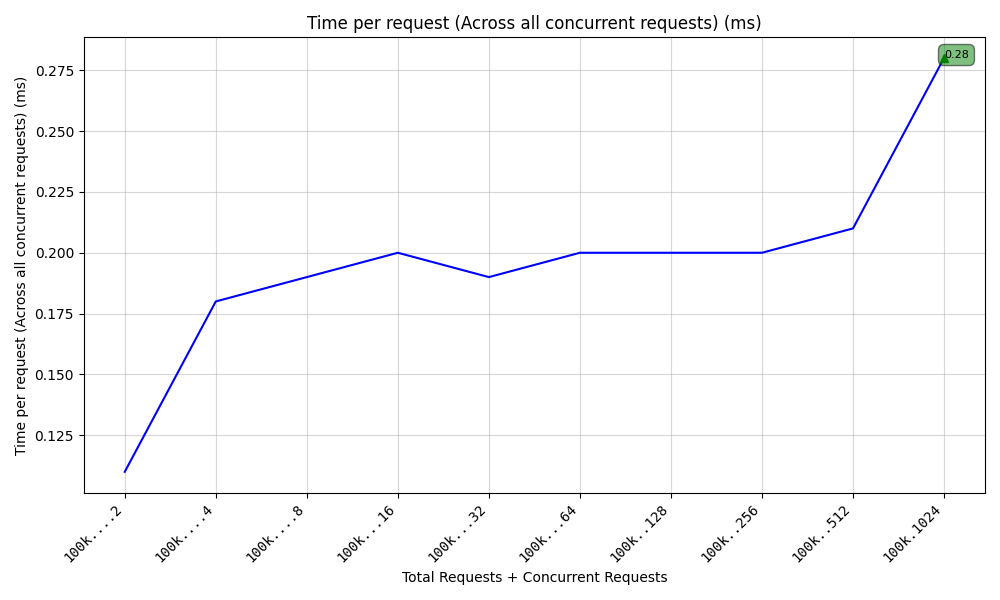 Time per request (Across all concurrent requests) (ms)
0.28
0.275
0.250
0.225
0.200
0.175
0.150
0.125
Time per request (Across all concurrent requests) (ms)
100k....2
100k....4
100k....8
100k...16
100k...32
100k...64
100k..128
100k..256
100k..512
100k.1024
Total Requests + Concurrent Requests